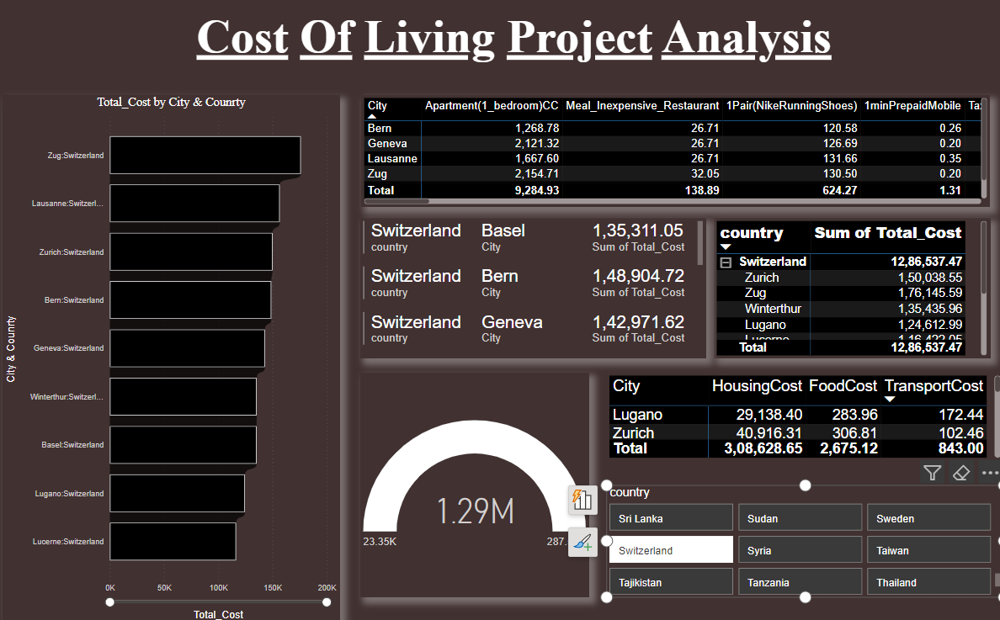 Cost Of Living Project Analysis
Total_Cost by City & Counrty
City & Counrty
Zug:Switzerland
Lausanne:Switzerl...
Zurich:Switzerland
Bern:Switzerland
Geneva:Switzerland
Winterthur:Switzerl...
Basel:Switzerland
Lugano:Switzerland
Lucerne:Switzerland
0K 50K 100K 150K 200K
Total_Cost
City Apartment(1_bedroom)CC Meal_Inexpensive_Restaurant 1Pair(NikeRunningShoes) 1minPrepaidMobile
Bern 1,268.78 26.71 120.58 0.26
Geneva 2,121.32 26.71 126.69 0.20
Lausanne 1,667.60 26.71 131.66 0.35
Zug 2,154.71 32.05 130.50 0.20
Total 9,284.93 138.89 624.27 1.31
Switzerland Basel 1,35,311.05
country City Sum of Total_Cost
Switzerland Bern 1,48,904.72
country City Sum of Total_Cost
Switzerland Geneva 1,42,971.62
country City Sum of Total_Cost
country Sum of Total_Cost
Switzerland 12,86,537.47
Zurich 1,50,038.55
Zug 1,76,145.59
Winterthur 1,35,435.96
Lugano 1,24,612.99
Lucerne 1,16,422.05
Total 12,86,537.47
1.29M
23.35K 287.
City HousingCost FoodCost TransportCost
Lugano 29,138.40 283.96 172.44
Zurich 40,916.31 306.81 102.46
Total 3,08,628.65 2,675.12 843.00
country
Sri Lanka Sudan Sweden
Switzerland Syria Taiwan
Tajikistan Tanzania Thailand